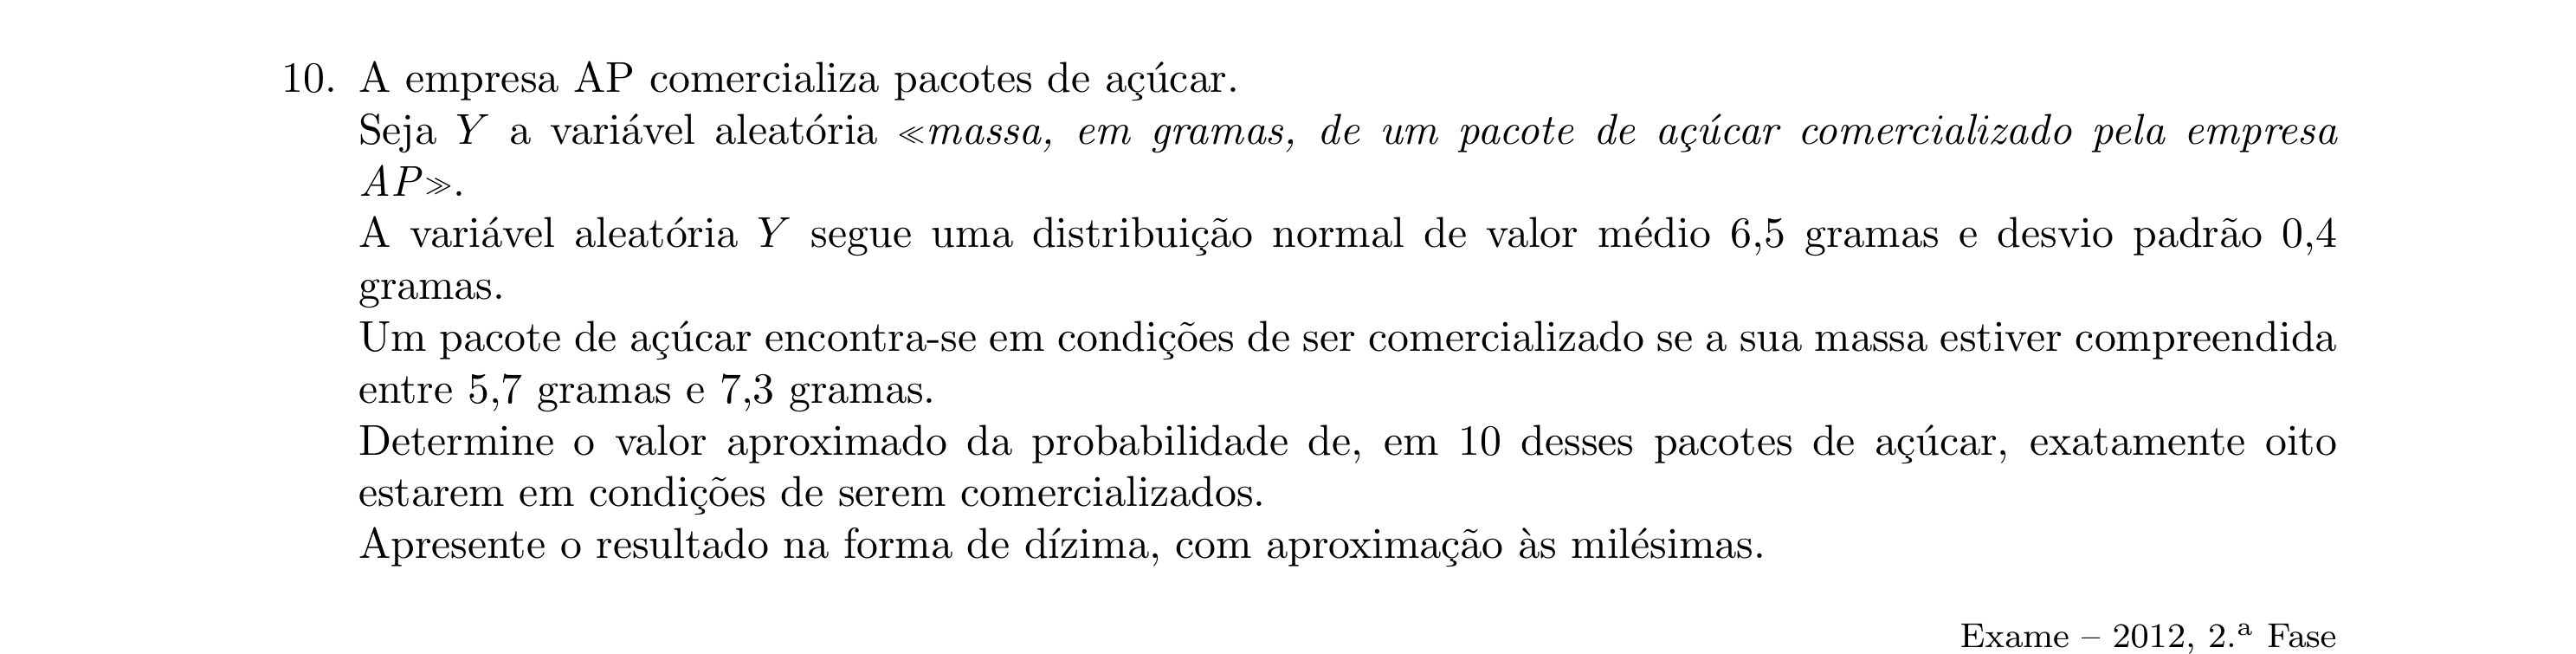 10. A empresa AP comercializa pacotes de açúcar.
Seja Y a variável aleatória ≪massa, em gramas, de um pacote de açúcar comercializado pela empresa
AP≫.
A variável aleatória Y segue uma distribuição normal de valor médio 6,5 gramas e desvio padrão 0,4
gramas.
Um pacote de açúcar encontra-se em condições de ser comercializado se a sua massa estiver compreendida
entre 5,7 gramas e 7,3 gramas.
Determine o valor aproximado da probabilidade de, em 10 desses pacotes de açúcar, exatamente oito
estarem em condições de serem comercializados.
Apresente o resultado na forma de dízima, com aproximação às milésimas.
Exame – 2012, 2.ª Fase